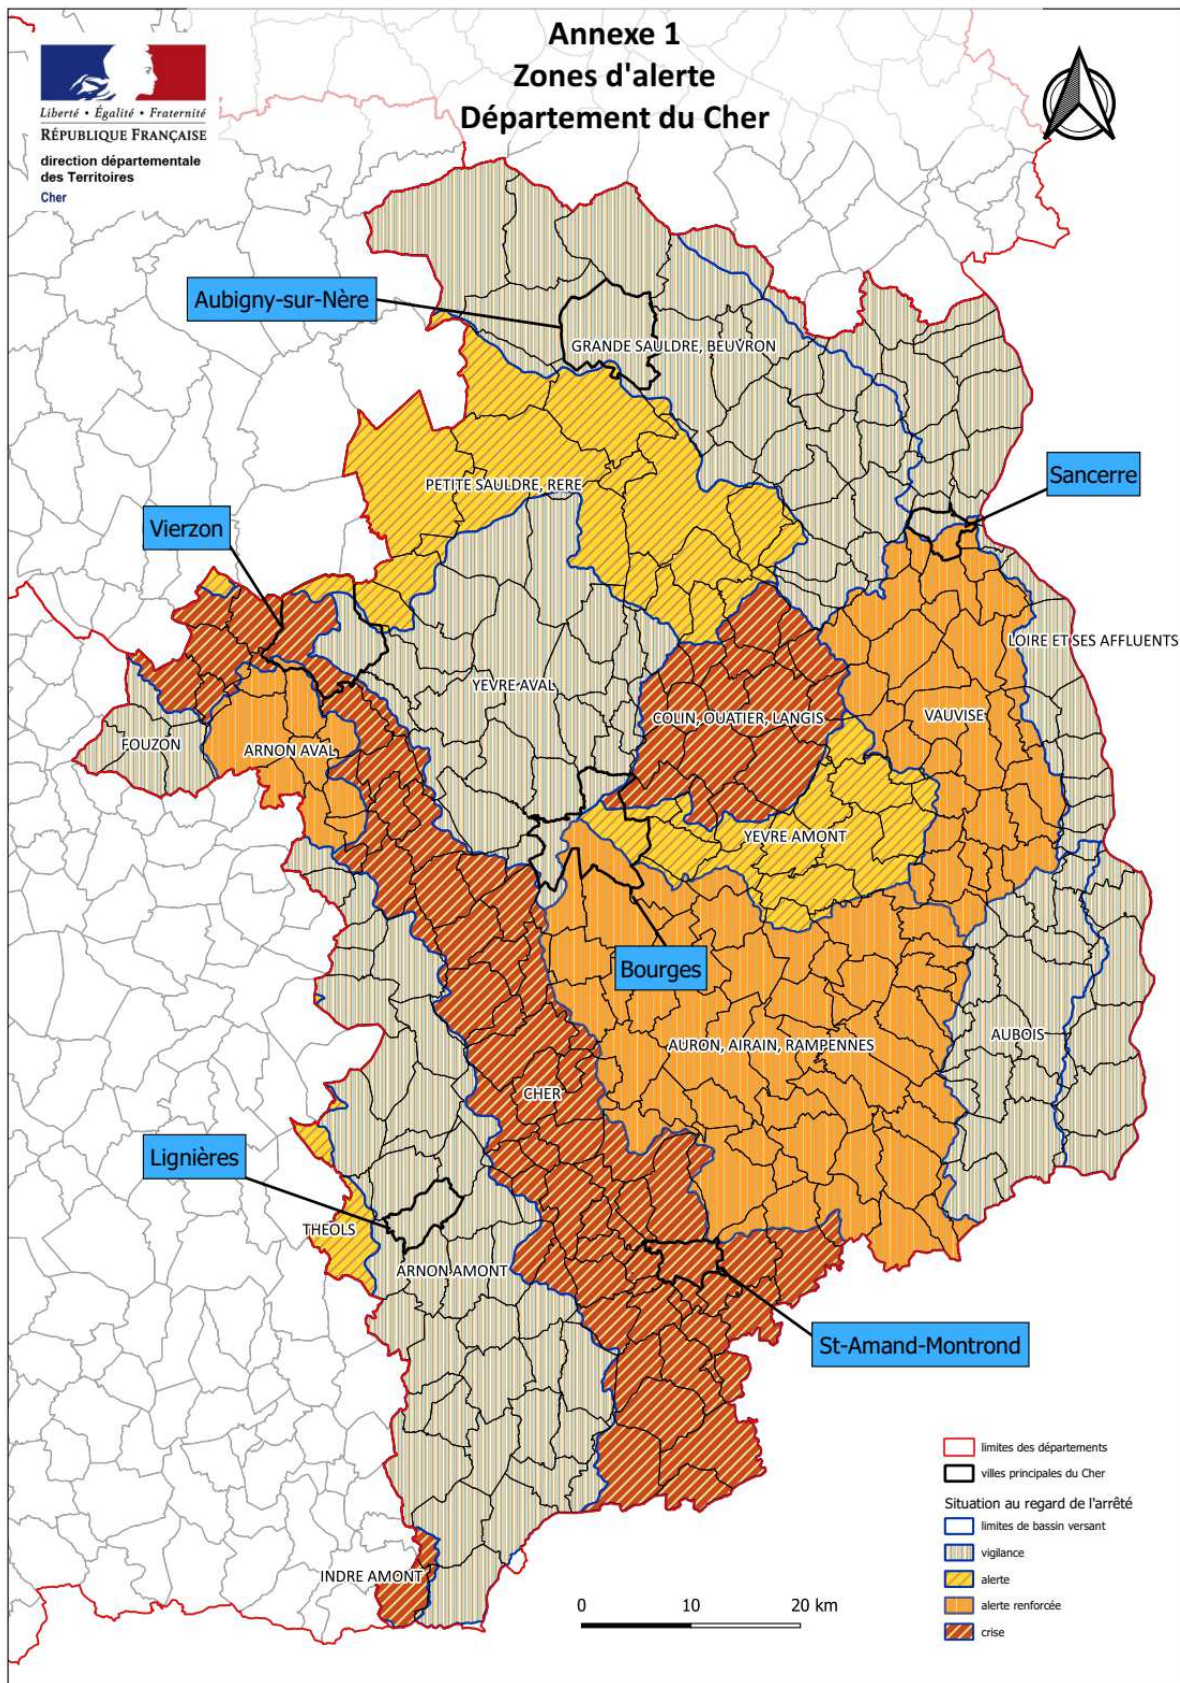 Annexe 1
Zones d'alerte
Département du Cher
Liberté • Égalité • Fraternité
RÉPUBLIQUE FRANÇAISE
direction départementale
des Territoires
Cher
Aubigny-sur-Nère
GRANDE SAULDRE, BEUVRON
Sancerre
PETITE SAULDRE, RERE
Vierzon
LOIRE ET SES AFFLUENTS
YEVRE AVAL
COLIN, OUATIER, LANGIS
VAUVISE
FOUZON
ARNON AVAL
YEVRE AMONT
Bourges
AUBOIS
AURON, AIRAIN, RAMPENNES
CHER
Lignières
THEOLS
ARNON AMONT
St-Amand-Montrond
INDRE AMONT
limites des départements
villes principales du Cher
Situation au regard de l'arrêté
limites de bassin versant
vigilance
alerte
alerte renforcée
crise
0 10 20 km